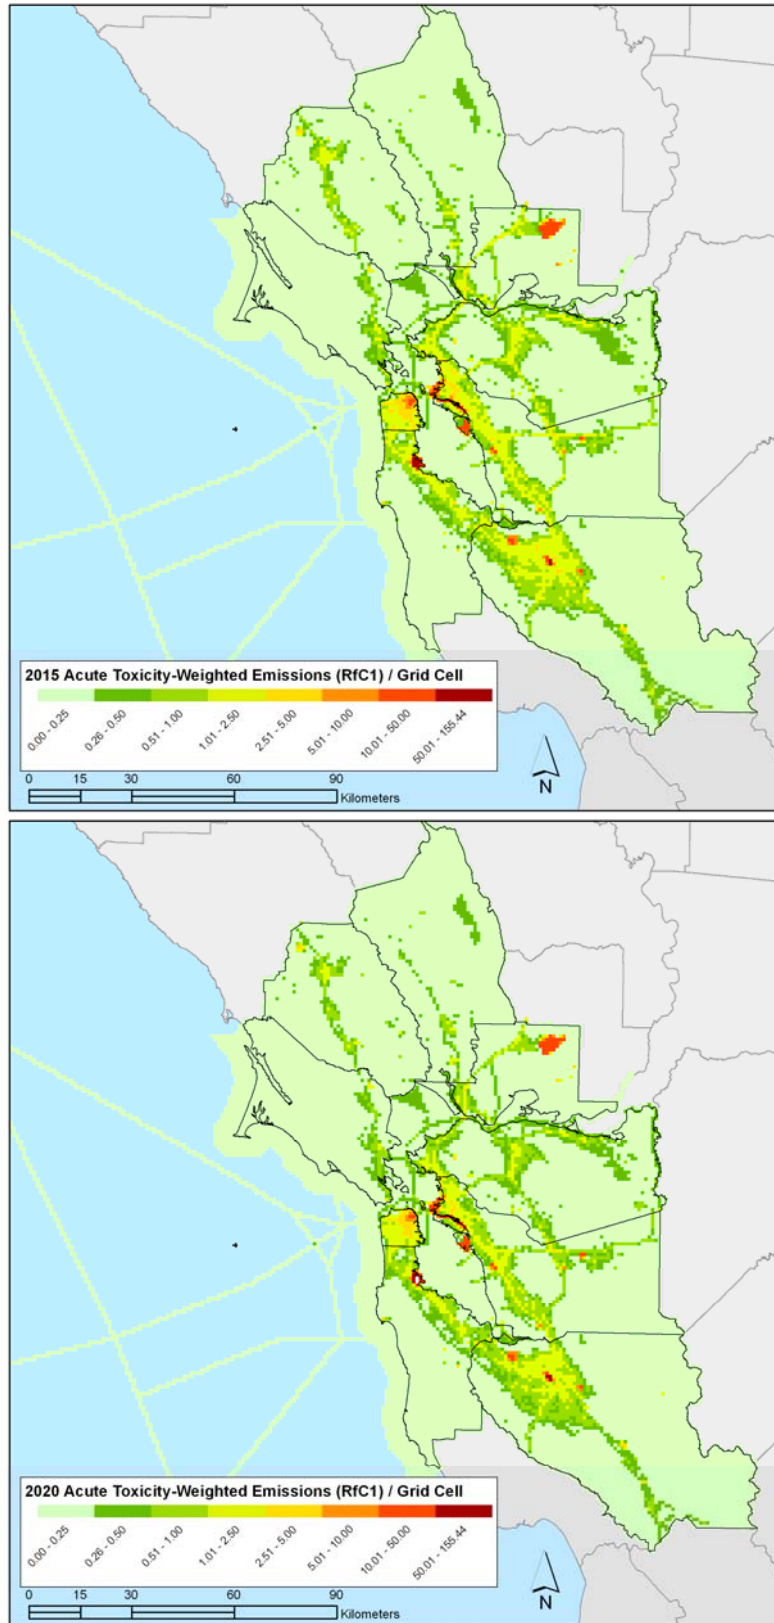 2015 Acute Toxicity-Weighted Emissions (RfC1) / Grid Cell
0.00 - 0.25
0.26 - 0.50
0.51 - 1.00
1.01 - 2.50
2.51 - 5.00
5.01 - 10.00
10.01 - 50.00
50.01 - 155.44
0 15 30 60 90
Kilometers
N
2020 Acute Toxicity-Weighted Emissions (RfC1) / Grid Cell
0.00 - 0.25
0.26 - 0.50
0.51 - 1.00
1.01 - 2.50
2.51 - 5.00
5.01 - 10.00
10.01 - 50.00
50.01 - 155.44
0 15 30 60 90
Kilometers
N